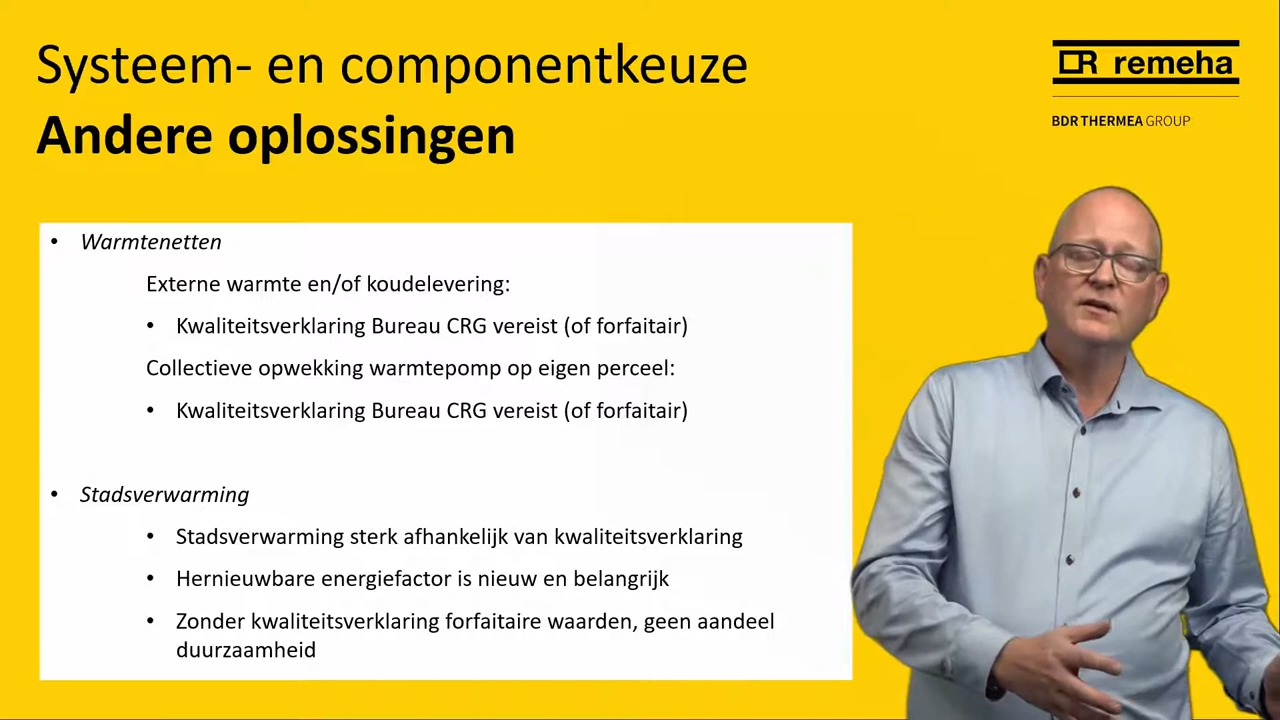 Systeem- en componentkeuze
Andere oplossingen
remeha
BDR THERMEA GROUP
• Warmtenetten
Externe warmte en/of koudelevering:
• Kwaliteitsverklaring Bureau CRG vereist (of forfaitair)
Collectieve opwekking warmtepomp op eigen perceel:
• Kwaliteitsverklaring Bureau CRG vereist (of forfaitair)
• Stadsverwarming
• Stadsverwarming sterk afhankelijk van kwaliteitsverklaring
• Hernieuwbare energiefactor is nieuw en belangrijk
• Zonder kwaliteitsverklaring forfaitaire waarden, geen aandeel
duurzaamheid